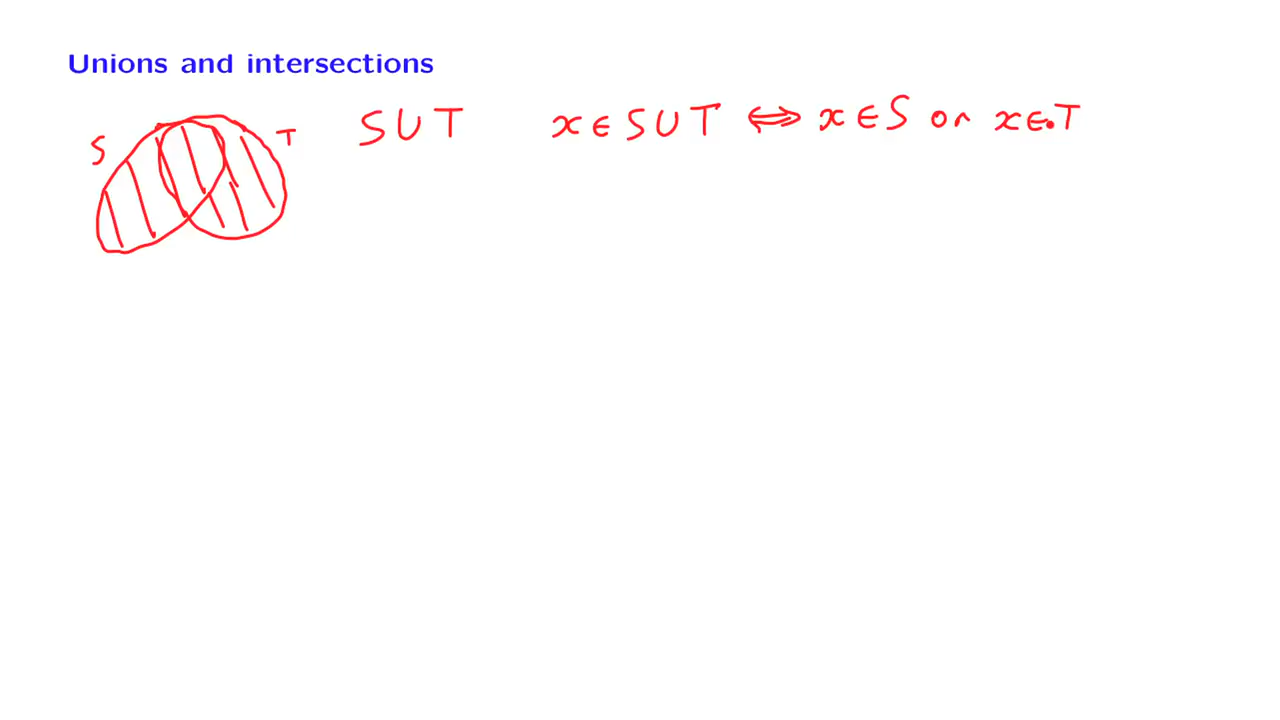 Unions and intersections
S T S ∪ T x ∈ S ∪ T ⇔ x ∈ S or x ∈ T